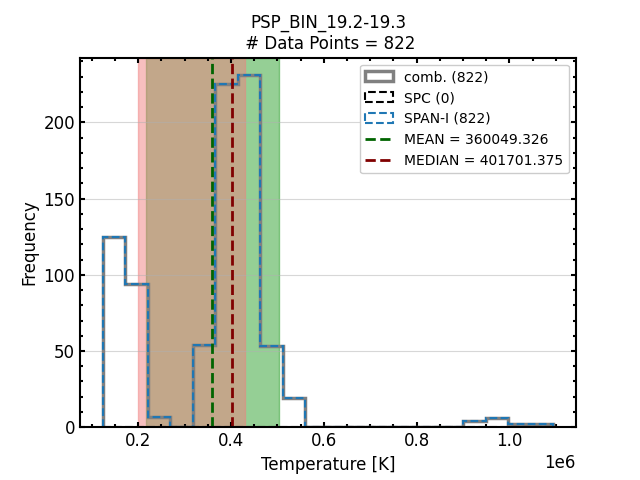 PSP_BIN_19.2-19.3
# Data Points = 822
comb. (822)
SPC (0)
SPAN-I (822)
MEAN = 360049.326
MEDIAN = 401701.375
Frequency
200
150
100
50
0
0.2 0.4 0.6 0.8 1.0
1e6
Temperature [K]